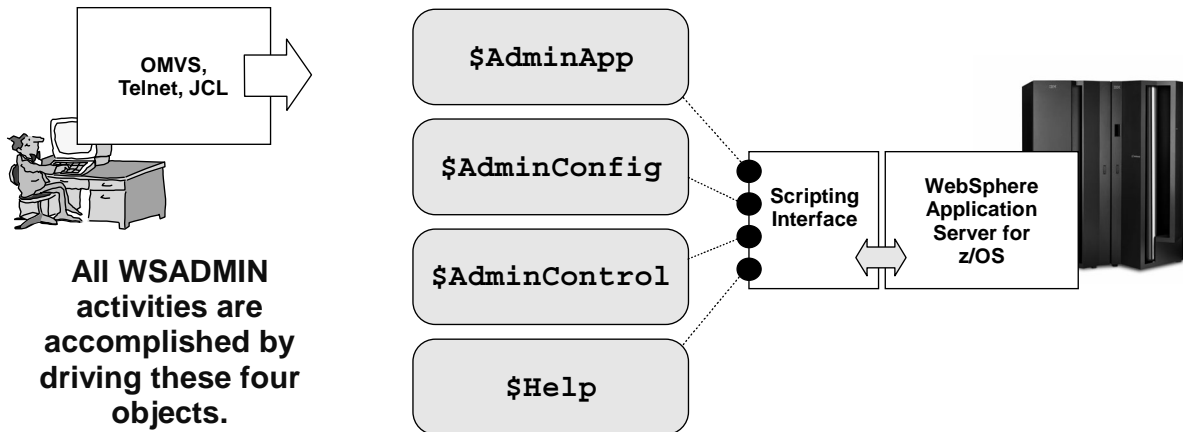 OMVS,
Telnet, JCL
All WSADMIN
activities are
accomplished by
driving these four
objects.
$AdminApp
$AdminConfig
$AdminControl
$Help
Scripting
Interface
WebSphere
Application
Server for
z/OS